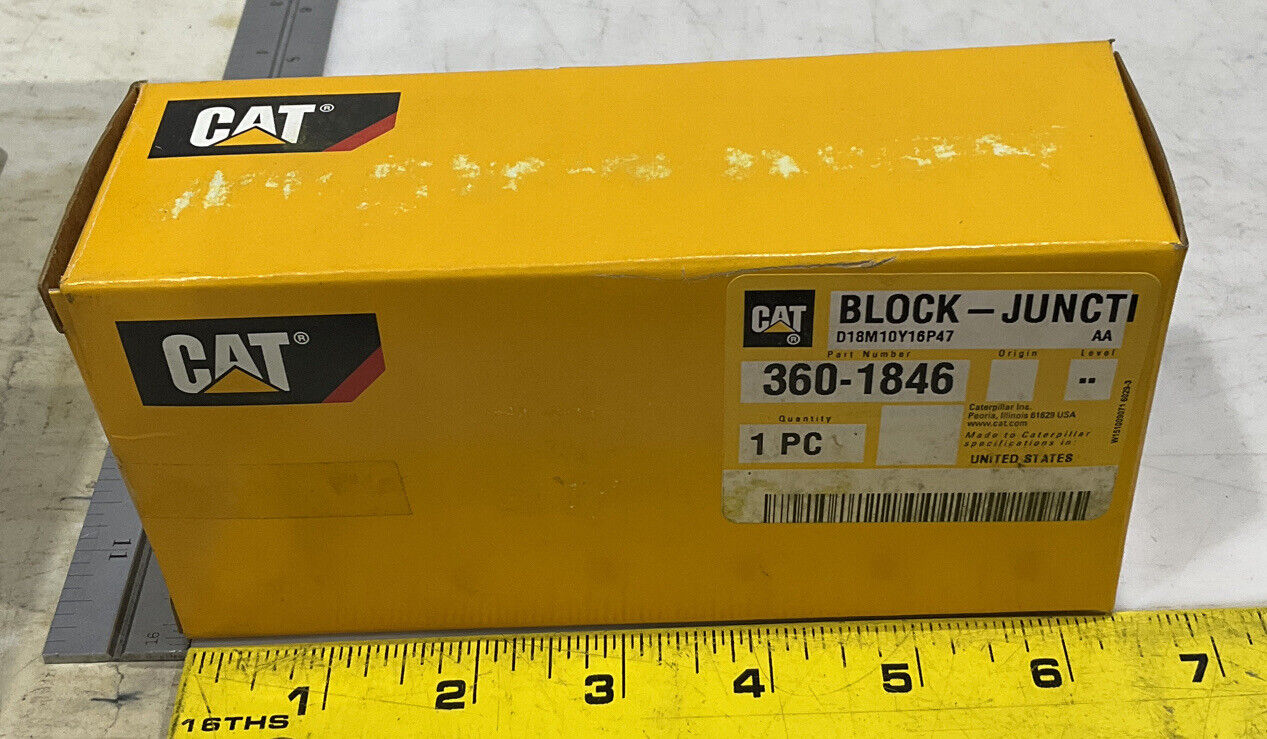 CAT®
CAT®
CAT®
BLOCK-JUNCTI
D18M10Y16P47 AA
Part Number Origin Level
360-1846 --
Quantity
1 PC
Caterpillar Inc.
Peoria, Illinois 61629 USA
www.cat.com
Made to Caterpillar
specifications in:
UNITED STATES
11
16
1 2 3 4 5 6 7
16THS